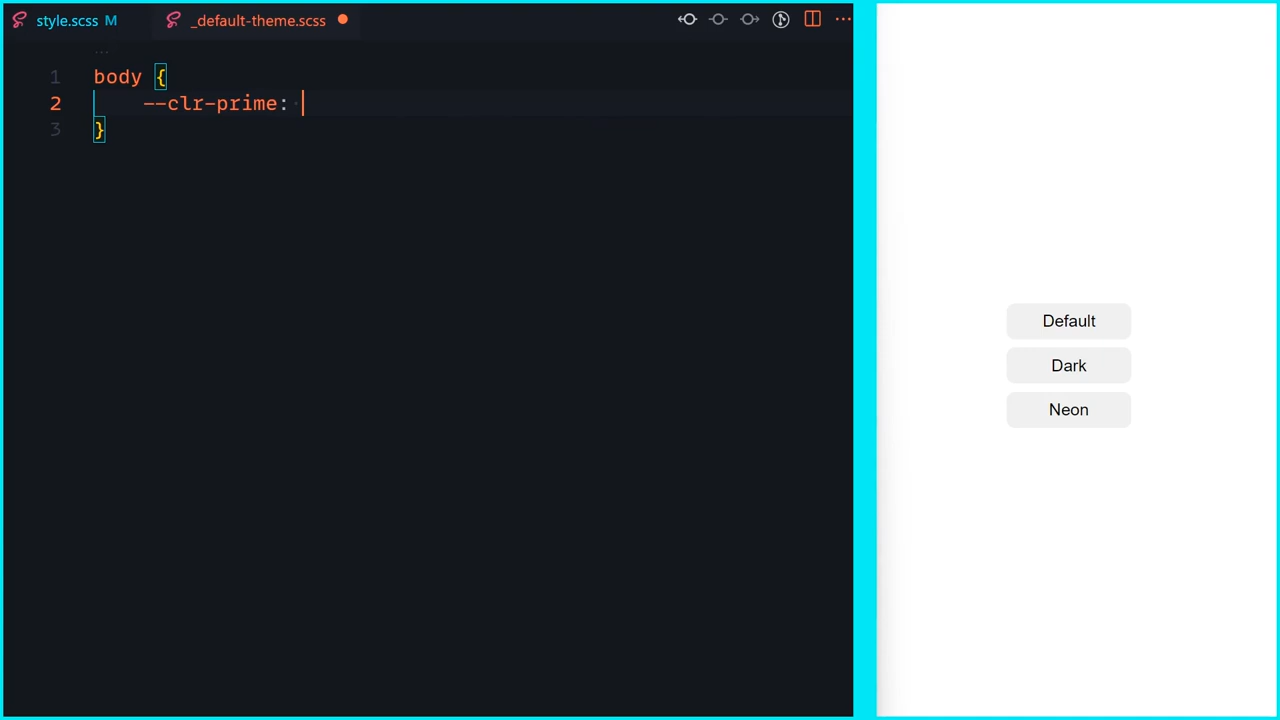 style.scss M _default-theme.scss
1 body {
2 --clr-prime:
3 }
Default
Dark
Neon